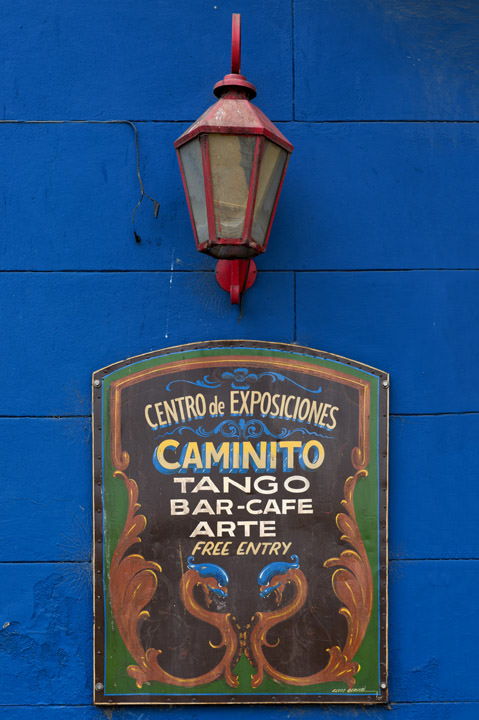 CENTRO de EXPOSICIONES
CAMINITO
TANGO
BAR-CAFE
ARTE
FREE ENTRY